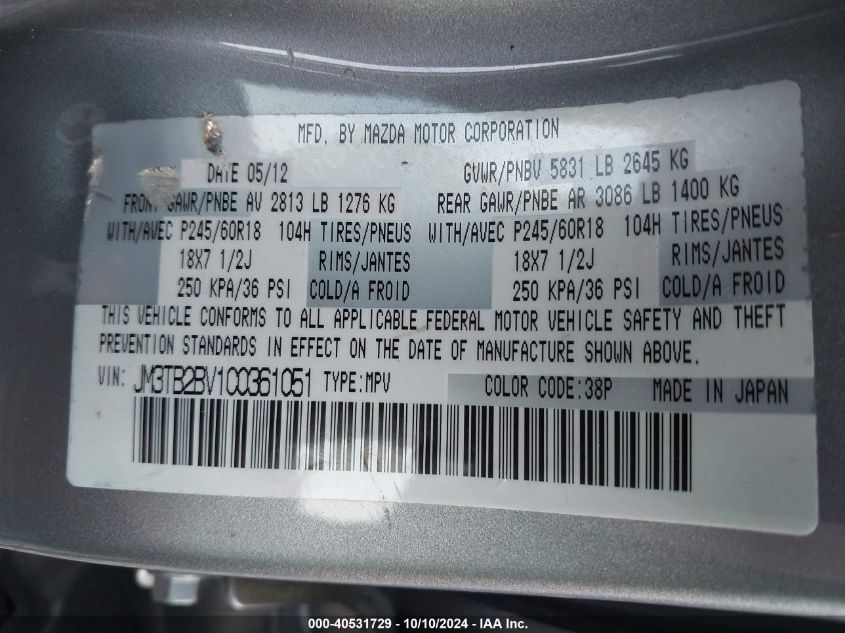 MFD. BY MAZDA MOTOR CORPORATION
DATE 05/12 GVWR/PNBV 5831 LB 2645 KG
FRONT GAWR/PNBE AV 2813 LB 1276 KG REAR GAWR/PNBE AR 3086 LB 1400 KG
WITH/AVEC P245/60R18 104H TIRES/PNEUS WITH/AVEC P245/60R18 104H TIRES/PNEUS
18X7 1/2J RIMS/JANTES 18X7 1/2J RIMS/JANTES
250 KPA/36 PSI COLD/A FROID 250 KPA/36 PSI COLD/A FROID
THIS VEHICLE CONFORMS TO ALL APPLICABLE FEDERAL MOTOR VEHICLE SAFETY AND THEFT
PREVENTION STANDARDS IN EFFECT ON THE DATE OF MANUFACTURE SHOWN ABOVE.
VIN: JM3TB2BV1C0361051 TYPE:MPV COLOR CODE:38P MADE IN JAPAN
000-40531729 - 10/10/2024 - IAA Inc.